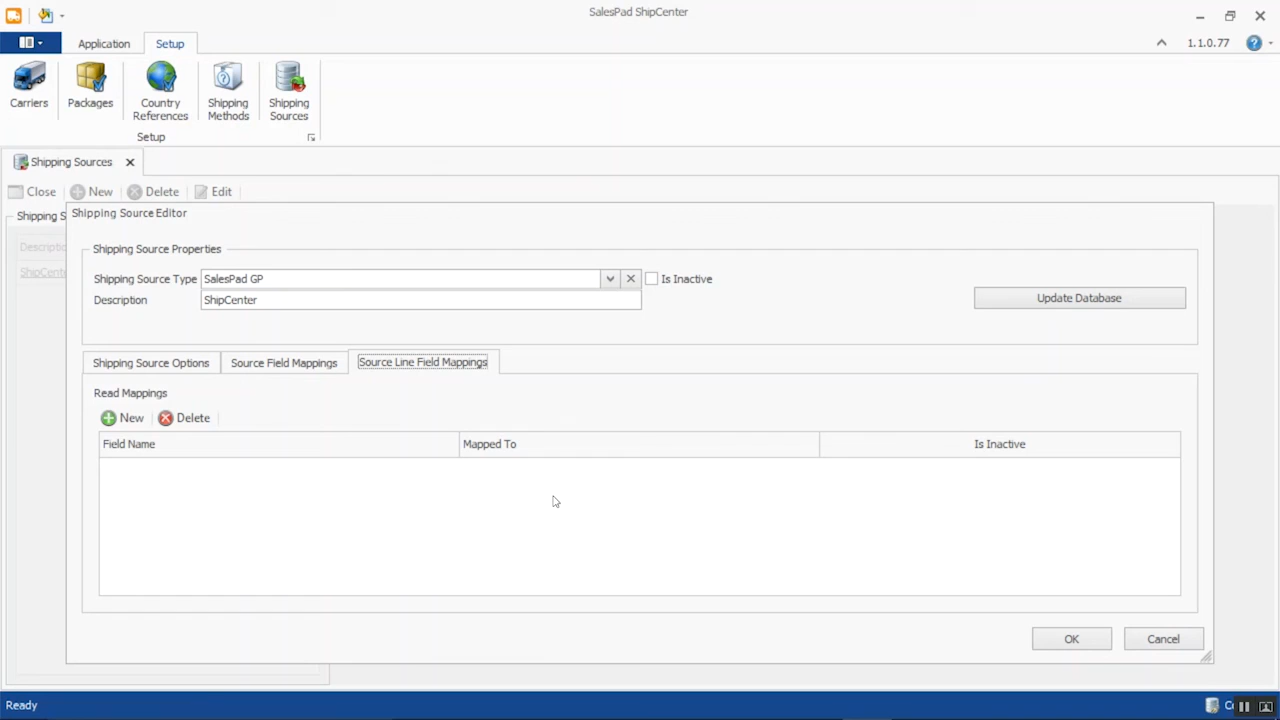 SalesPad ShipCenter
Application
Setup
1.1.0.77
Carriers
Packages
Country References
Shipping Methods
Shipping Sources
Setup
Shipping Sources
Close
New
Delete
Edit
Shipping S
Shipping Source Editor
Descriptio
ShipCente
Shipping Source Properties
Shipping Source Type
SalesPad GP
Is Inactive
Description
ShipCenter
Update Database
Shipping Source Options
Source Field Mappings
Source Line Field Mappings
Read Mappings
New
Delete
Field Name
Mapped To
Is Inactive
OK
Cancel
Ready